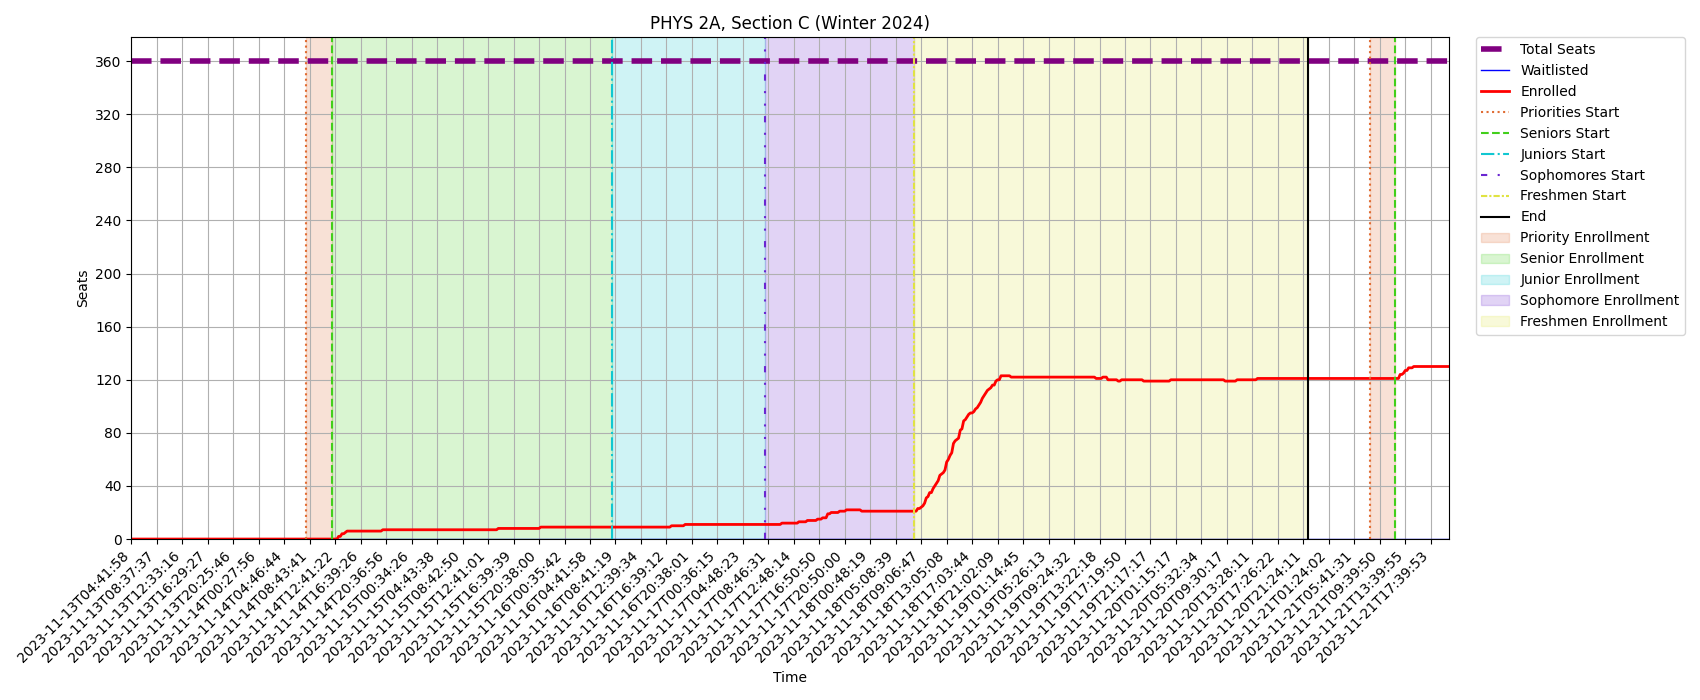 PHYS 2A, Section C (Winter 2024)
Seats
360
320
280
240
200
160
120
80
40
0
2023-11-13T04:41:58
2023-11-13T08:37:37
2023-11-13T12:33:16
2023-11-13T16:29:27
2023-11-13T20:25:46
2023-11-14T00:27:56
2023-11-14T04:46:44
2023-11-14T08:43:41
2023-11-14T12:41:22
2023-11-14T16:39:26
2023-11-14T20:36:56
2023-11-15T00:34:26
2023-11-15T04:43:38
2023-11-15T08:42:50
2023-11-15T12:41:01
2023-11-15T16:39:39
2023-11-15T20:38:00
2023-11-16T00:35:42
2023-11-16T04:41:58
2023-11-16T08:41:19
2023-11-16T12:39:34
2023-11-16T16:39:12
2023-11-16T20:38:01
2023-11-17T00:36:15
2023-11-17T04:48:23
2023-11-17T08:46:31
2023-11-17T12:48:14
2023-11-17T16:50:50
2023-11-17T20:50:00
2023-11-18T00:48:19
2023-11-18T05:08:39
2023-11-18T09:06:47
2023-11-18T13:05:08
2023-11-18T17:03:44
2023-11-18T21:02:09
2023-11-19T01:14:45
2023-11-19T05:26:13
2023-11-19T09:24:32
2023-11-19T13:22:18
2023-11-19T17:19:50
2023-11-19T21:17:17
2023-11-20T01:15:17
2023-11-20T05:32:34
2023-11-20T09:30:17
2023-11-20T13:28:11
2023-11-20T17:26:22
2023-11-20T21:24:11
2023-11-21T01:24:02
2023-11-21T05:41:31
2023-11-21T09:39:50
2023-11-21T13:39:55
2023-11-21T17:39:53
Time
Total Seats
Waitlisted
Enrolled
Priorities Start
Seniors Start
Juniors Start
Sophomores Start
Freshmen Start
End
Priority Enrollment
Senior Enrollment
Junior Enrollment
Sophomore Enrollment
Freshmen Enrollment